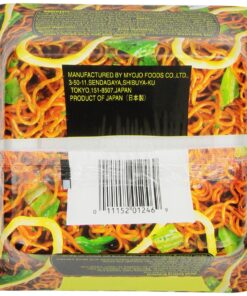 MANUFACTURED BY MYOJO FOODS CO.,LTD.
3-50-11,SENDAGAYA,SHIBUYA-KU
TOKYO,151-8507,JAPAN
PRODUCT OF JAPAN (日本製)
0 11152 01246 9